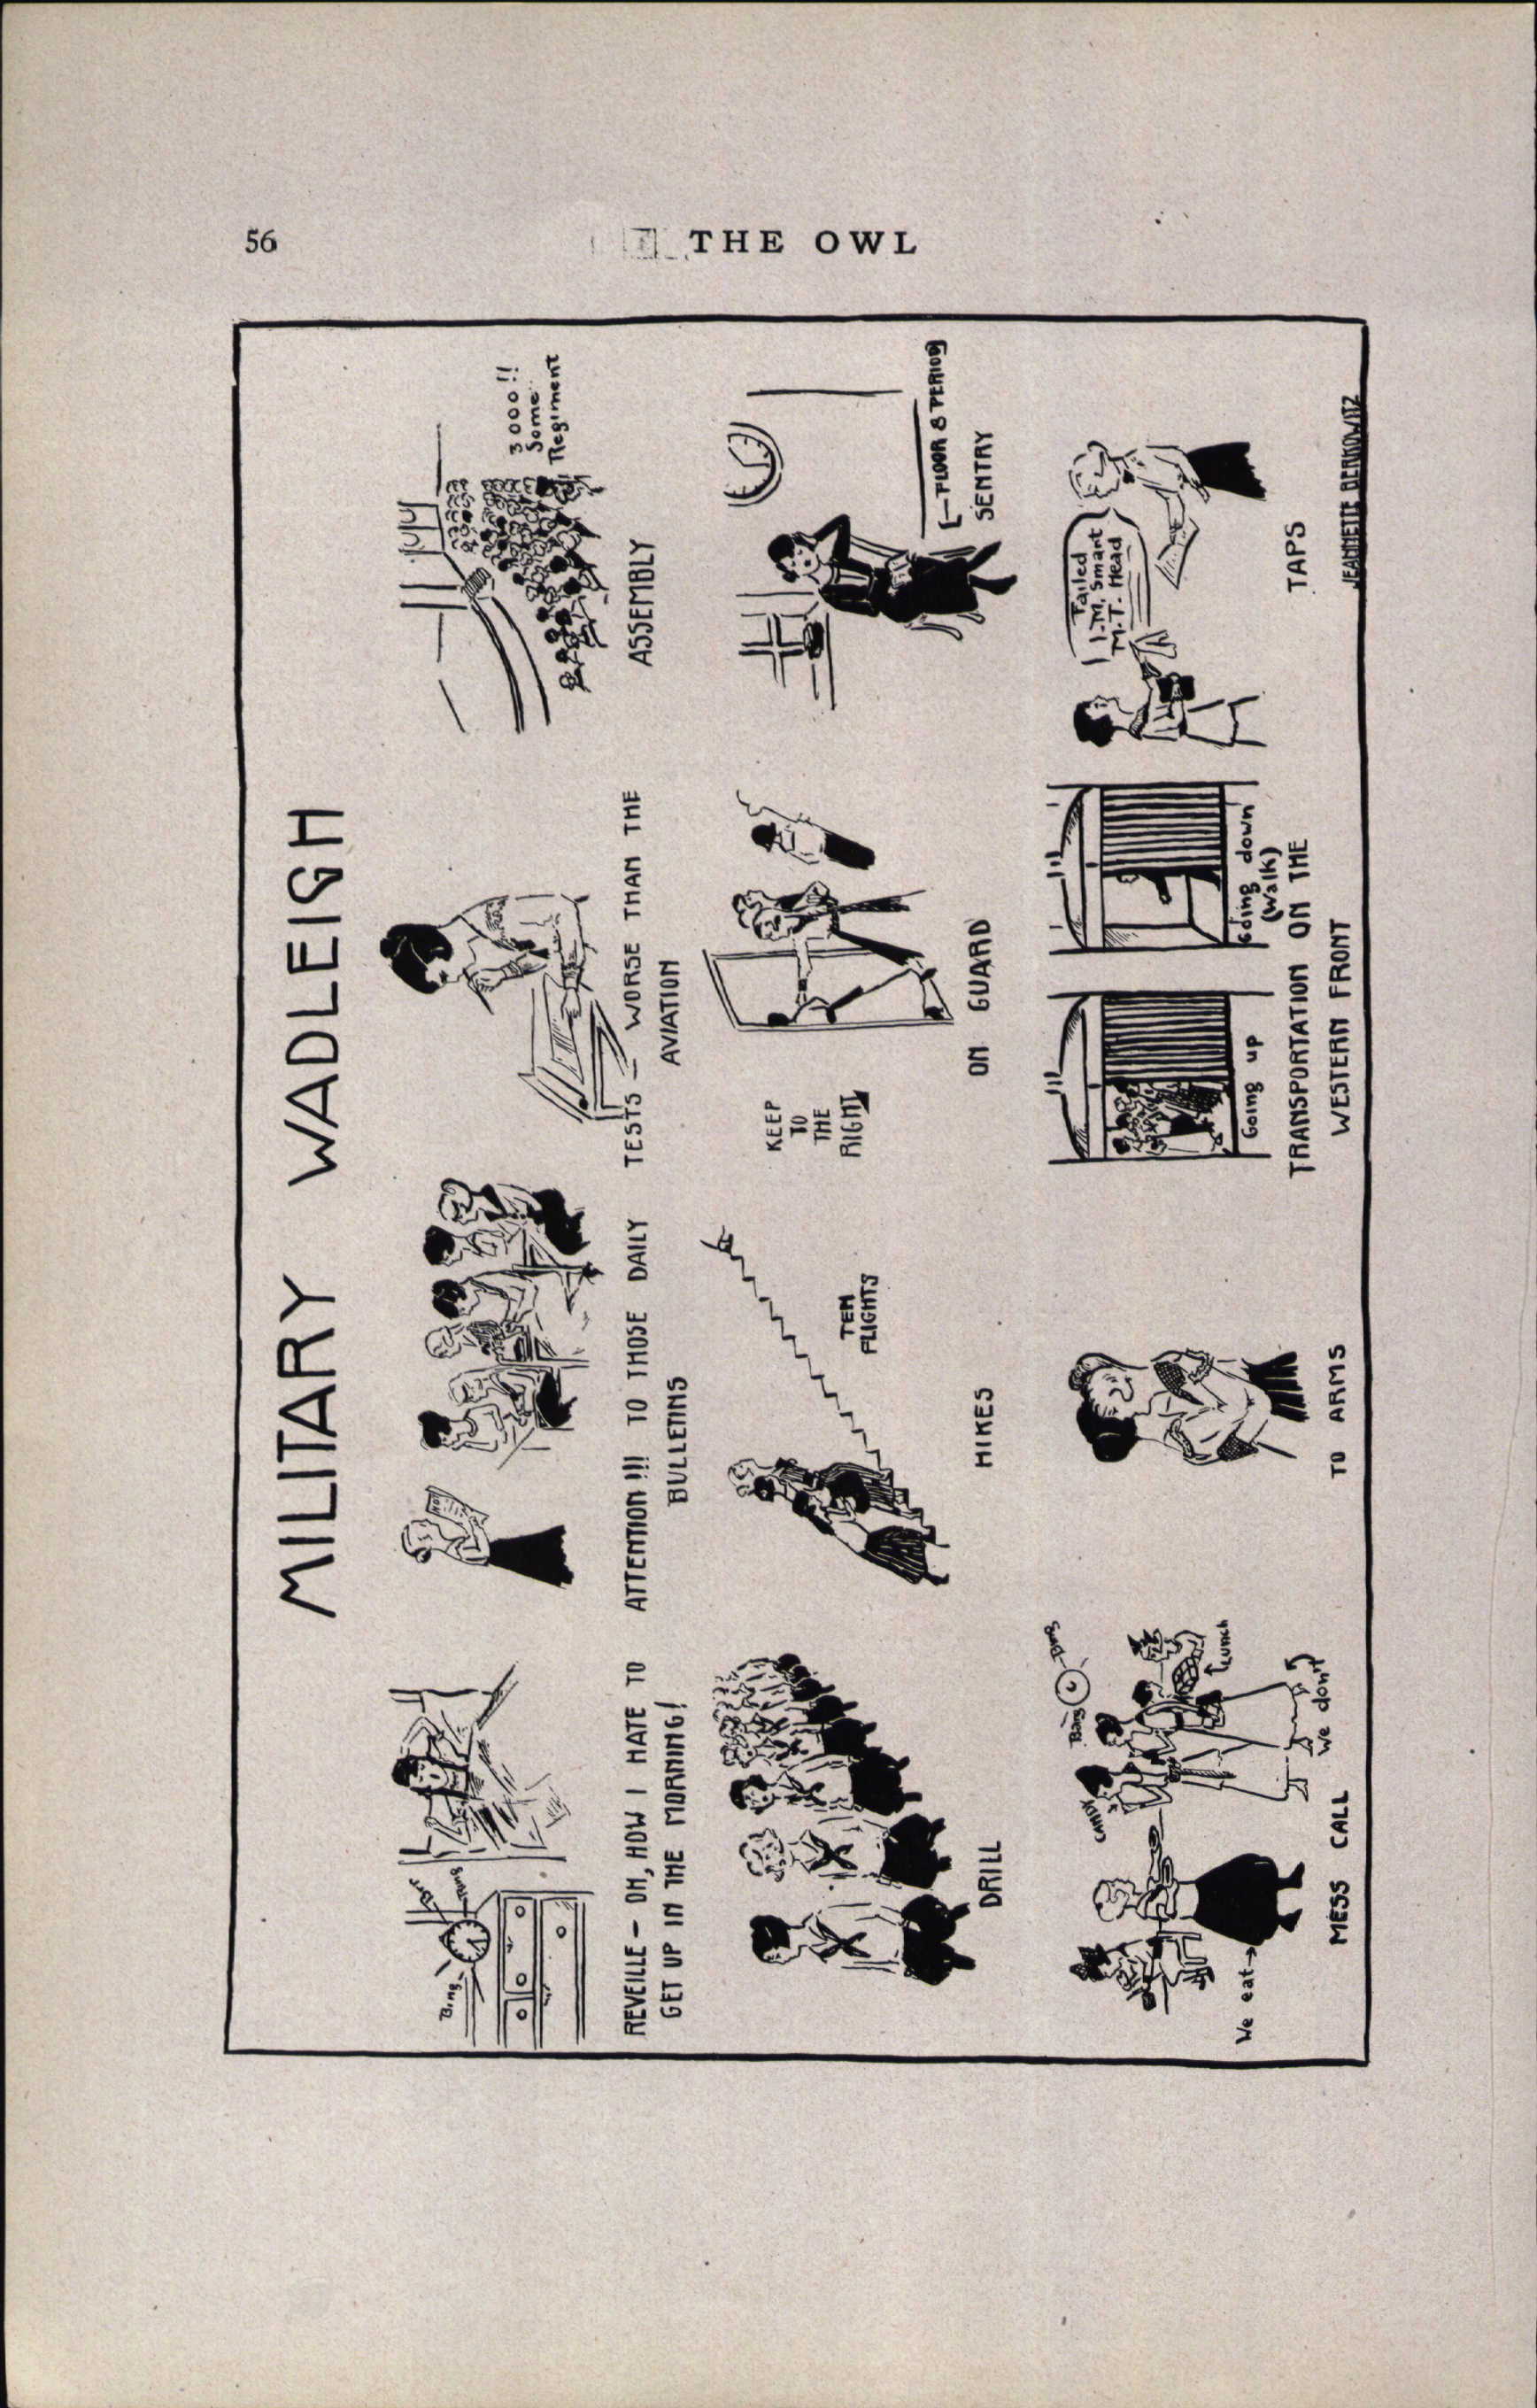 56
THE OWL
MILITARY WADLEIGH
Bing
REVEILLE - OH, HOW I HATE TO
GET UP IN THE MORNING!
ATTENTION!!! TO THOSE DAILY
BULLETINS
TESTS - WORSE THAN THE
AVIATION
3000!!
Some
Regiment
ASSEMBLY
DRILL
TEN
FLIGHTS
HIKES
KEEP
TO
THE
RIGHT
ON GUARD
FLOOR 8 PERIOD
SENTRY
Bang
Bing
CANDY
Lunch
We eat
We don't
MESS CALL
TO ARMS
Going up
Going down
(Walk)
TRANSPORTATION ON THE
WESTERN FRONT
Failed
I.M. Smart
M.T. Head
TAPS
JEANNETTE BERKOWITZ